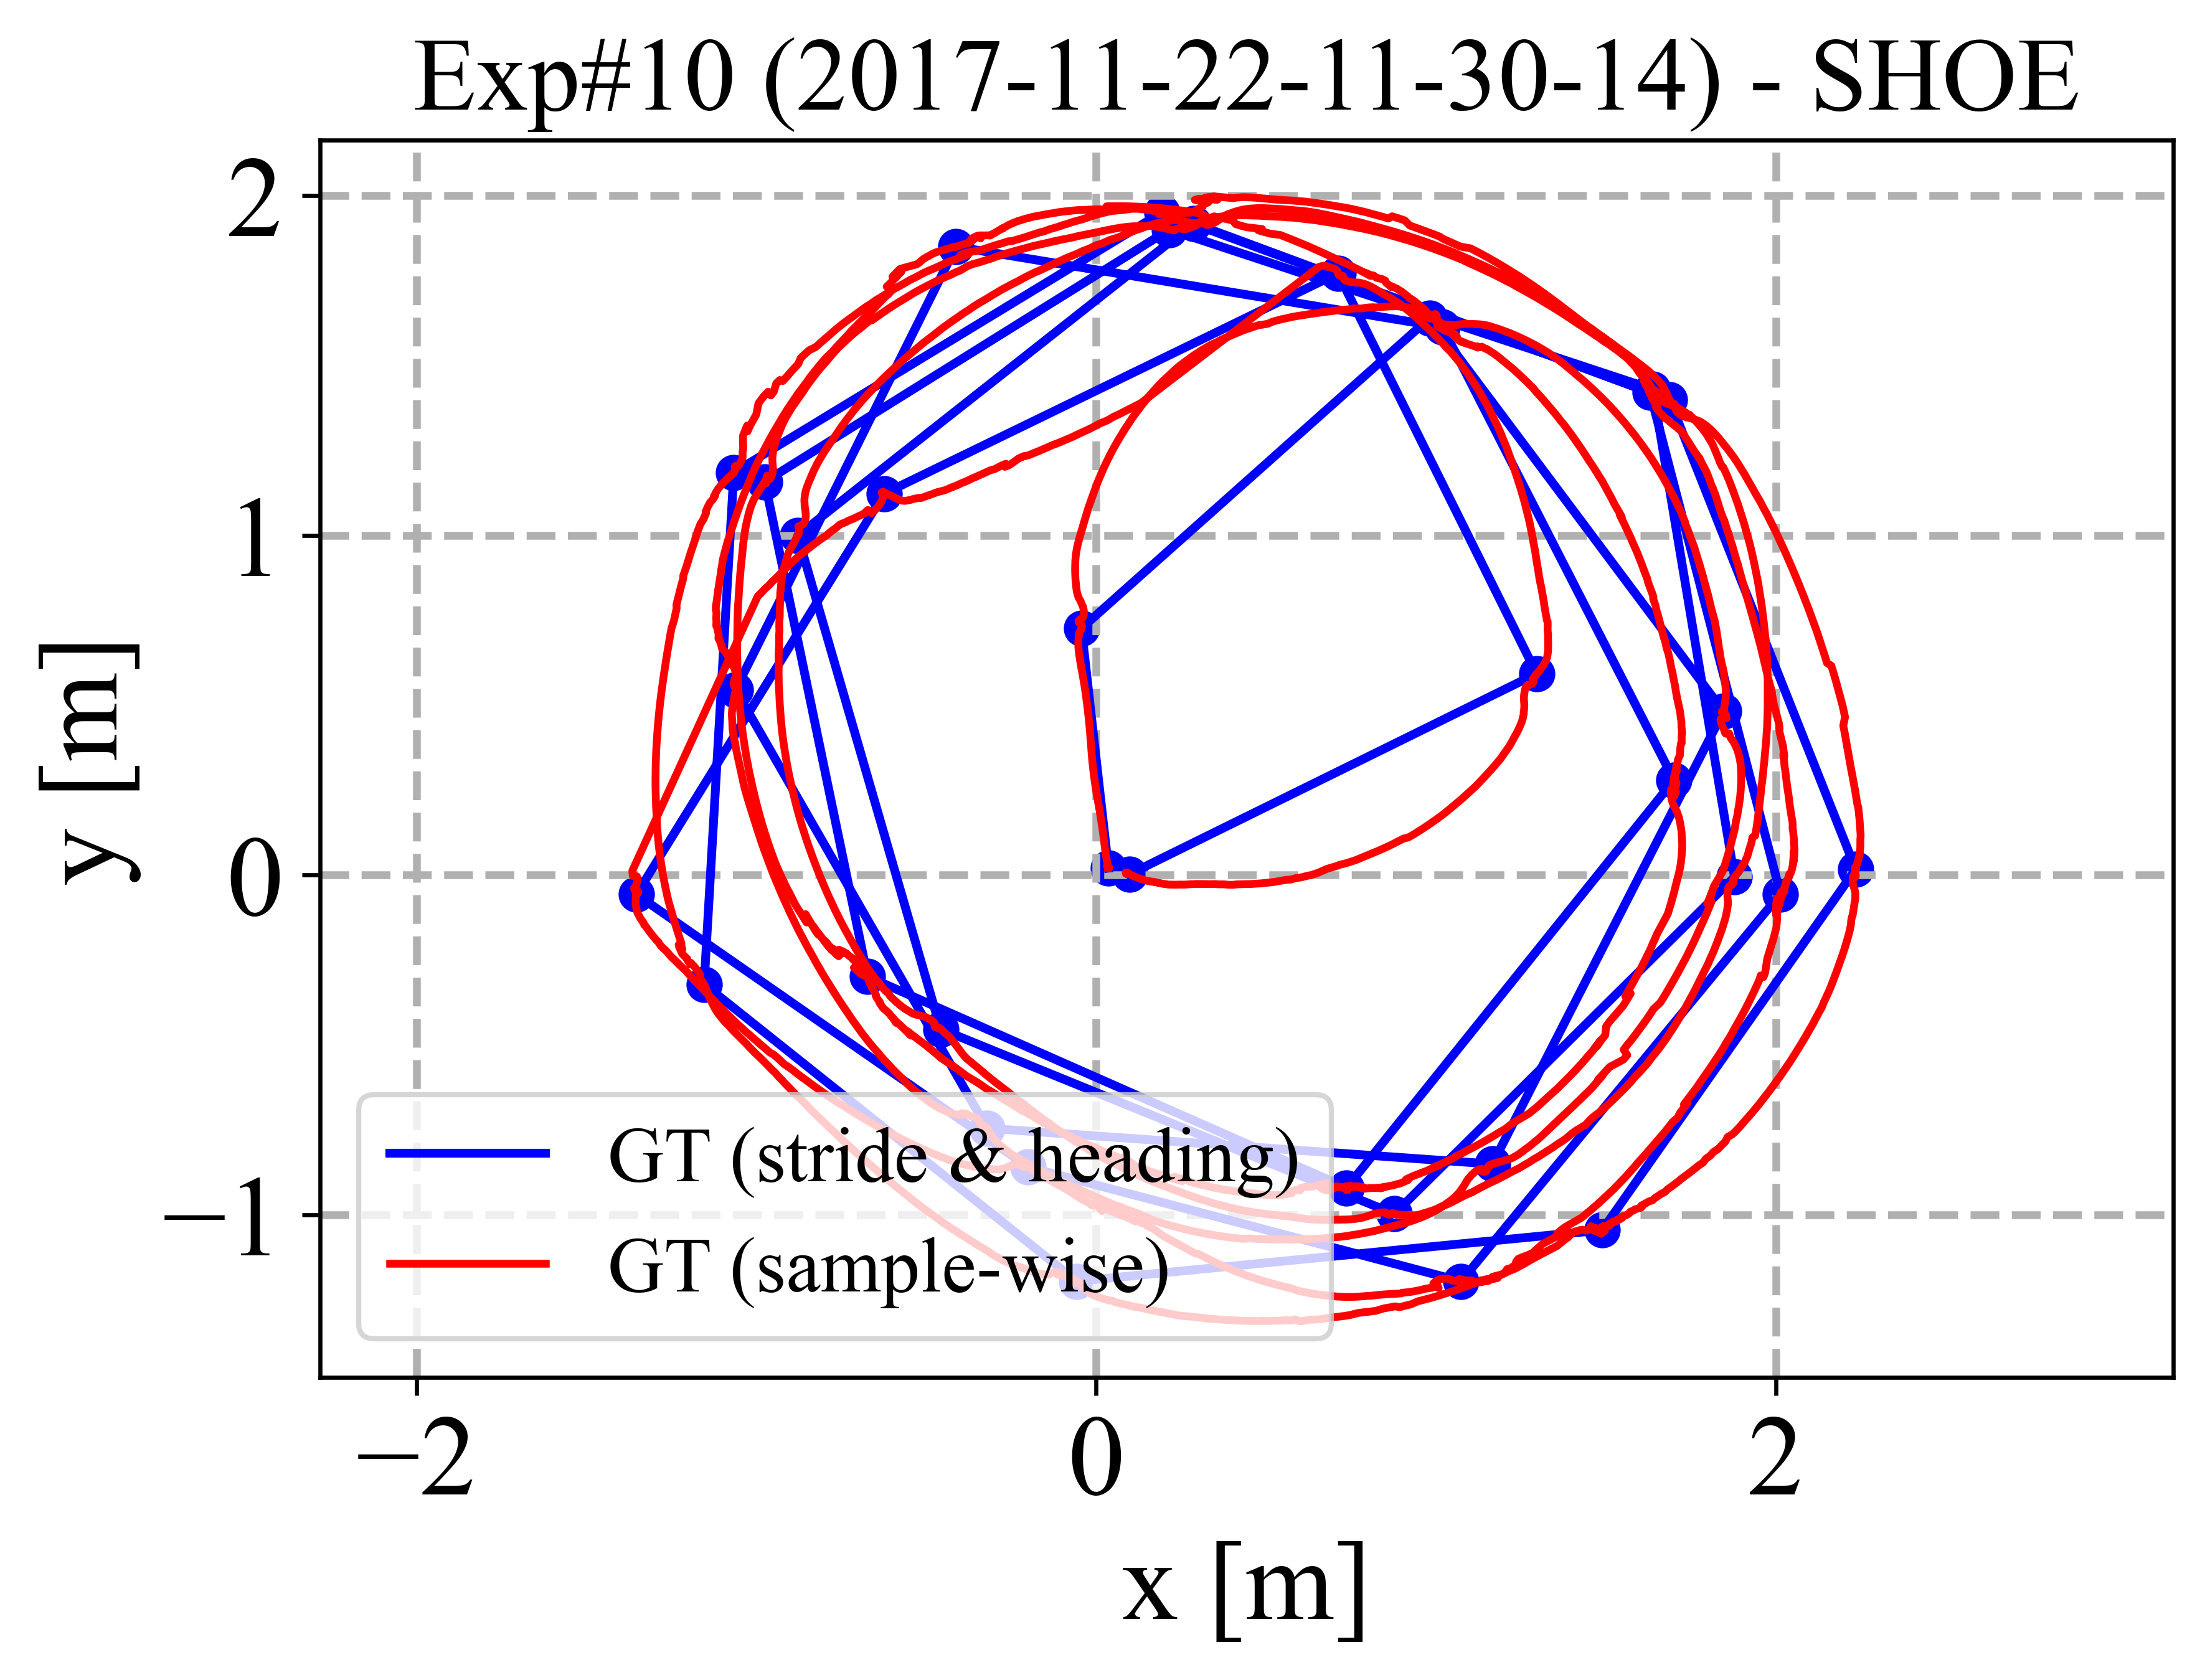 Exp#10 (2017-11-22-11-30-14) - SHOE
2
1
0
−1
y [m]
GT (stride & heading)
GT (sample-wise)
−2
0
2
x [m]